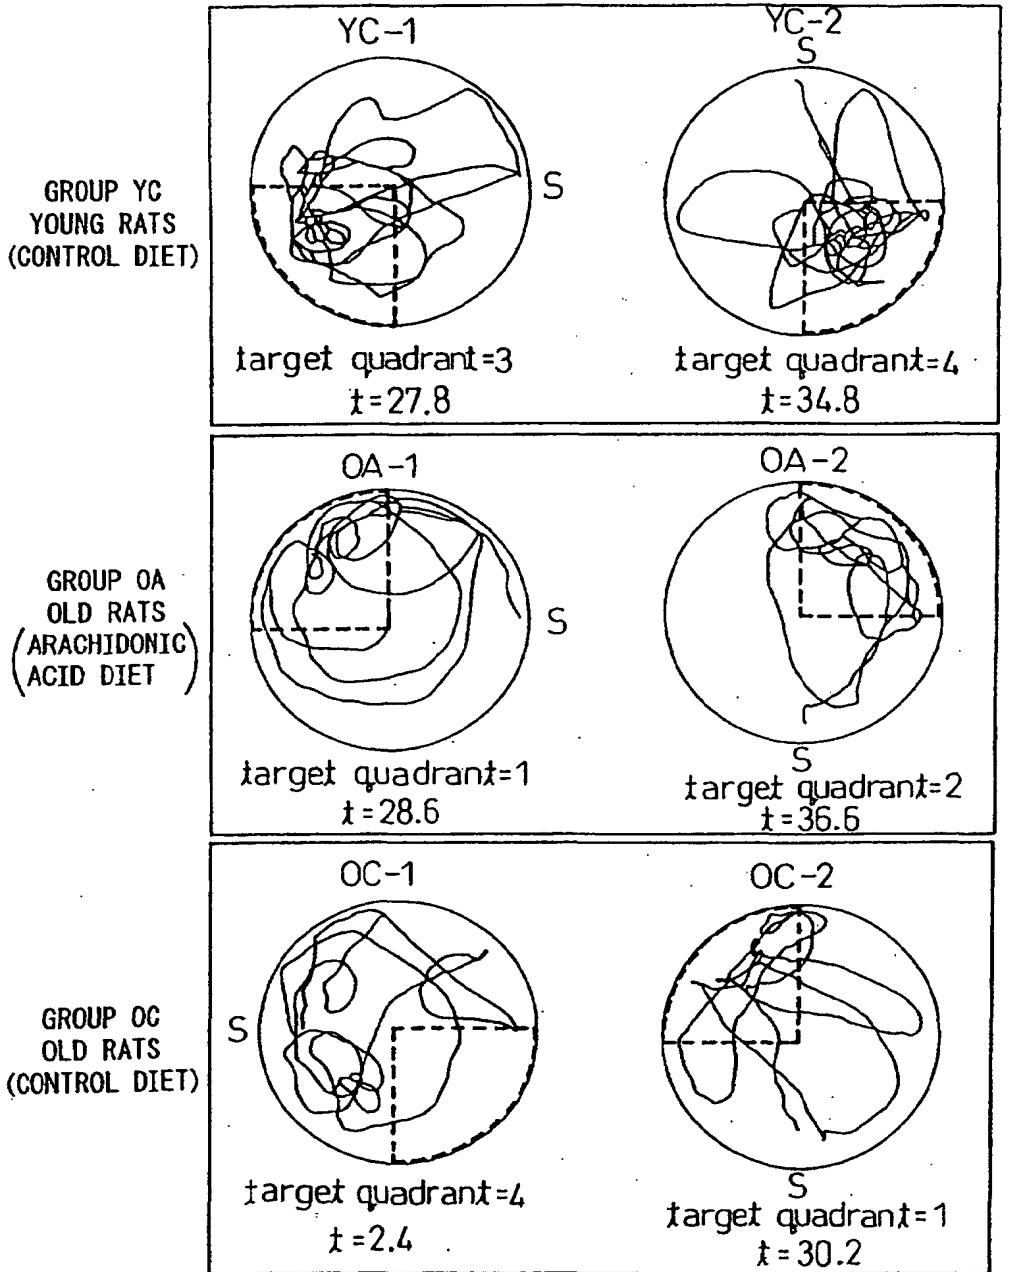 YC-1
YC-2
S
S
GROUP YC
YOUNG RATS
(CONTROL DIET)
target quadrant=3
t=27.8
target quadrant=4
t=34.8
OA-1
OA-2
GROUP OA
OLD RATS
(ARACHIDONIC
ACID DIET)
S
S
target quadrant=1
t=28.6
target quadrant=2
t=36.6
OC-1
OC-2
GROUP OC
OLD RATS
(CONTROL DIET)
S
S
target quadrant=4
t=2.4
target quadrant=1
t=30.2